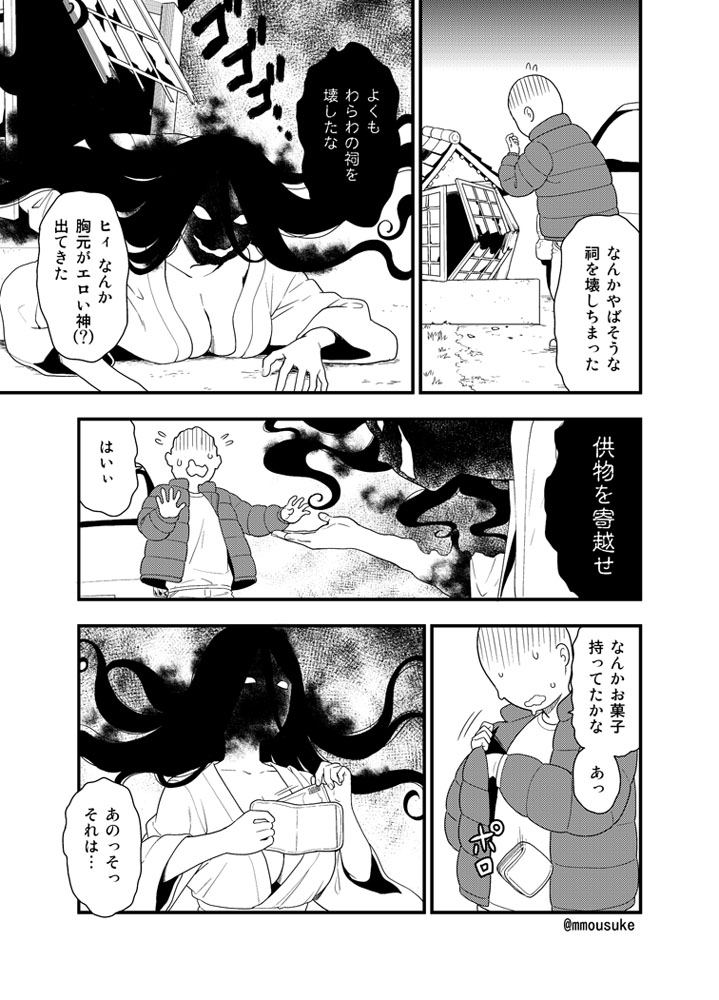 なんかやばそうな
祠を壊しちまった
ゴゴゴゴ
よくも
わらわの祠を
壊したな
ヒィ なんか
胸元がエロい神(?)
出てきた
供物を寄越せ
はいぃ
なんかお菓子
持ってたかな
あっ
ポロ
あのっそっ
それは…
@mmousuke